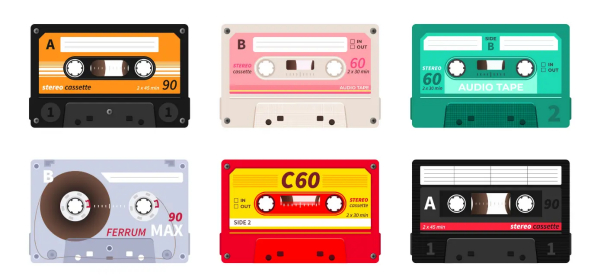 A
stereo cassette
2 x 45 min
90
1
1
B
IN
OUT
STEREO
cassette
60
2 x 30 min
AUDIO TAPE
SIDE
B
STEREO
60
2 x 30 min
IN
OUT
AUDIO TAPE
2
B
90
FERRUM MAX
C60
IN
OUT
STEREO
cassette
2 x 30 min
SIDE 2
A
90
2 x 45 min
stereo cassette
1
1